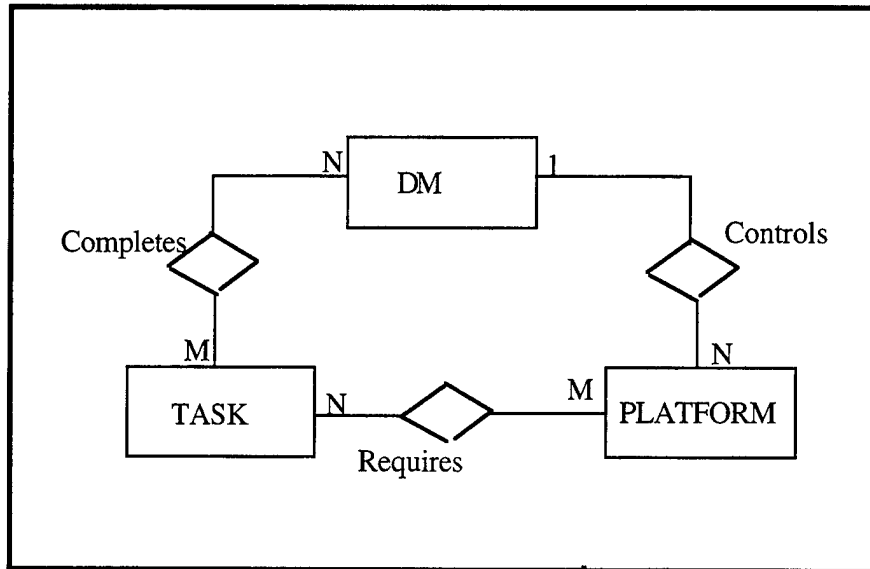 N
DM
1
Completes
Controls
M
N
TASK
N
M
PLATFORM
Requires